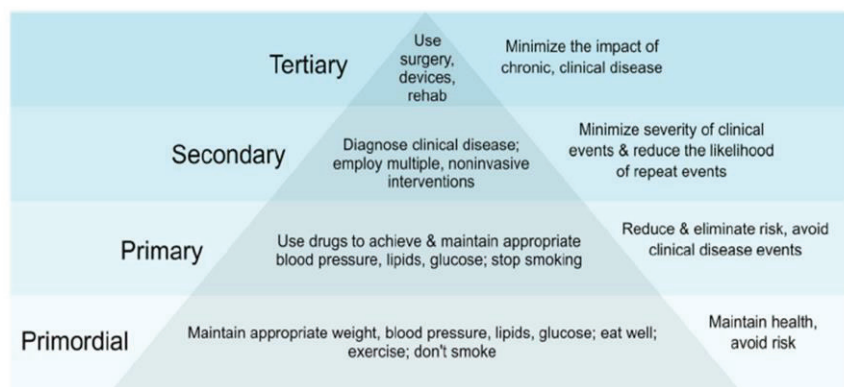 Tertiary
Use
surgery,
devices,
rehab
Minimize the impact of
chronic, clinical disease
Secondary
Diagnose clinical disease;
employ multiple, noninvasive
interventions
Minimize severity of clinical
events & reduce the likelihood
of repeat events
Primary
Use drugs to achieve & maintain appropriate
blood pressure, lipids, glucose; stop smoking
Reduce & eliminate risk, avoid
clinical disease events
Primordial
Maintain appropriate weight, blood pressure, lipids, glucose; eat well;
exercise; don't smoke
Maintain health,
avoid risk